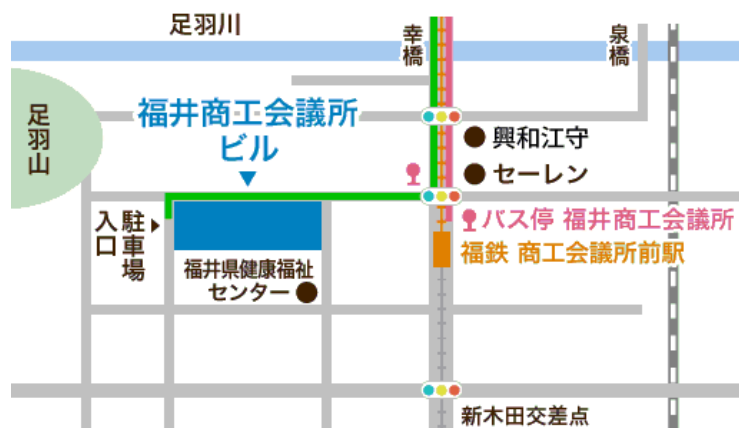 足羽川
幸橋
泉橋
足羽山
福井商工会議所
ビル
興和江守
セーレン
バス停 福井商工会議所
福鉄 商工会議所前駅
駐車場
入口
福井県健康福祉
センター
新木田交差点